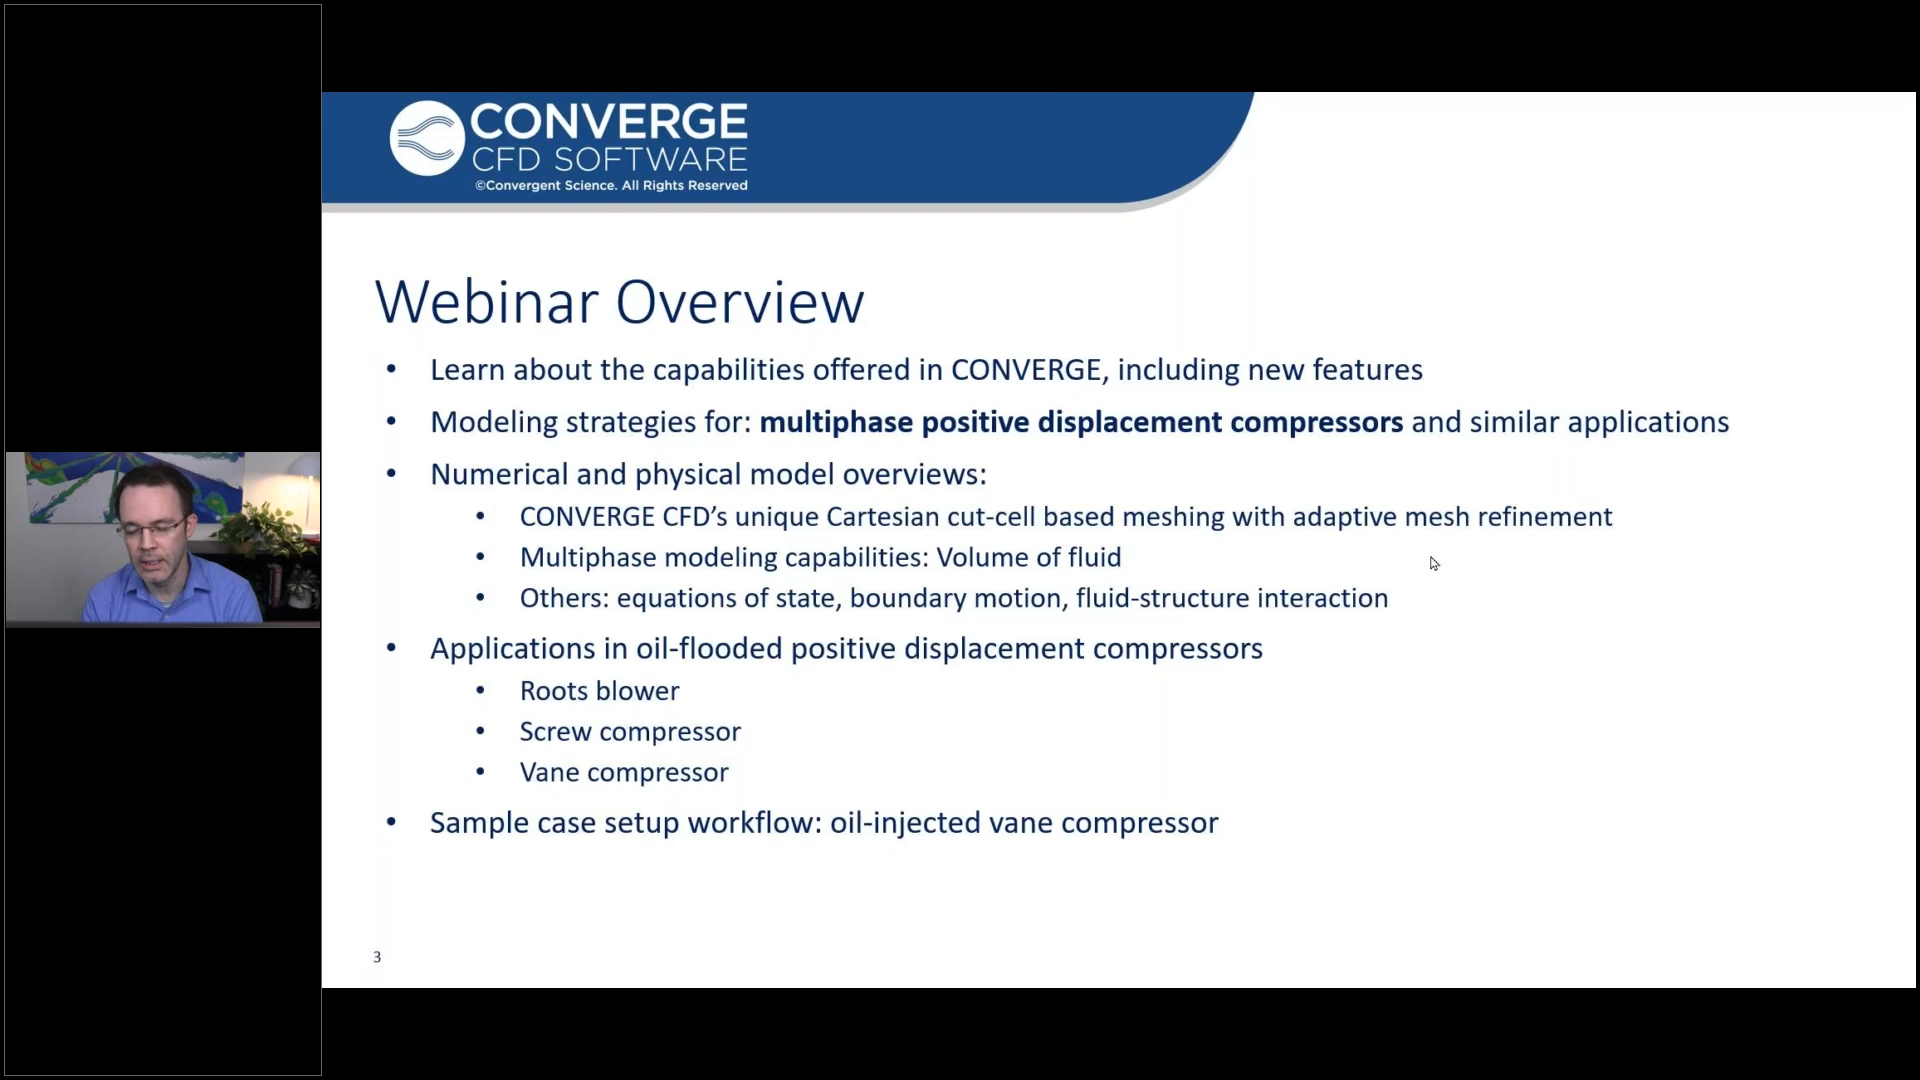 CONVERGE
CFD SOFTWARE
©Convergent Science. All Rights Reserved
Webinar Overview
• Learn about the capabilities offered in CONVERGE, including new features
• Modeling strategies for: multiphase positive displacement compressors and similar applications
• Numerical and physical model overviews:
• CONVERGE CFD’s unique Cartesian cut-cell based meshing with adaptive mesh refinement
• Multiphase modeling capabilities: Volume of fluid
• Others: equations of state, boundary motion, fluid-structure interaction
• Applications in oil-flooded positive displacement compressors
• Roots blower
• Screw compressor
• Vane compressor
• Sample case setup workflow: oil-injected vane compressor
3